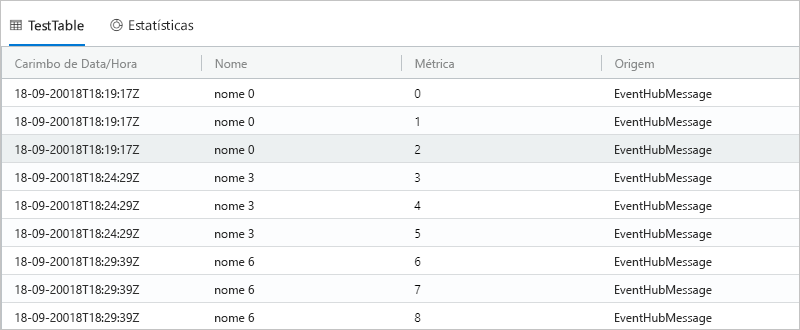 TestTable Estatísticas
Carimbo de Data/Hora Nome Métrica Origem
18-09-20018T18:19:17Z nome 0 0 EventHubMessage
18-09-20018T18:19:17Z nome 0 1 EventHubMessage
18-09-20018T18:19:17Z nome 0 2 EventHubMessage
18-09-20018T18:24:29Z nome 3 3 EventHubMessage
18-09-20018T18:24:29Z nome 3 4 EventHubMessage
18-09-20018T18:24:29Z nome 3 5 EventHubMessage
18-09-20018T18:29:39Z nome 6 6 EventHubMessage
18-09-20018T18:29:39Z nome 6 7 EventHubMessage
18-09-20018T18:29:39Z nome 6 8 EventHubMessage